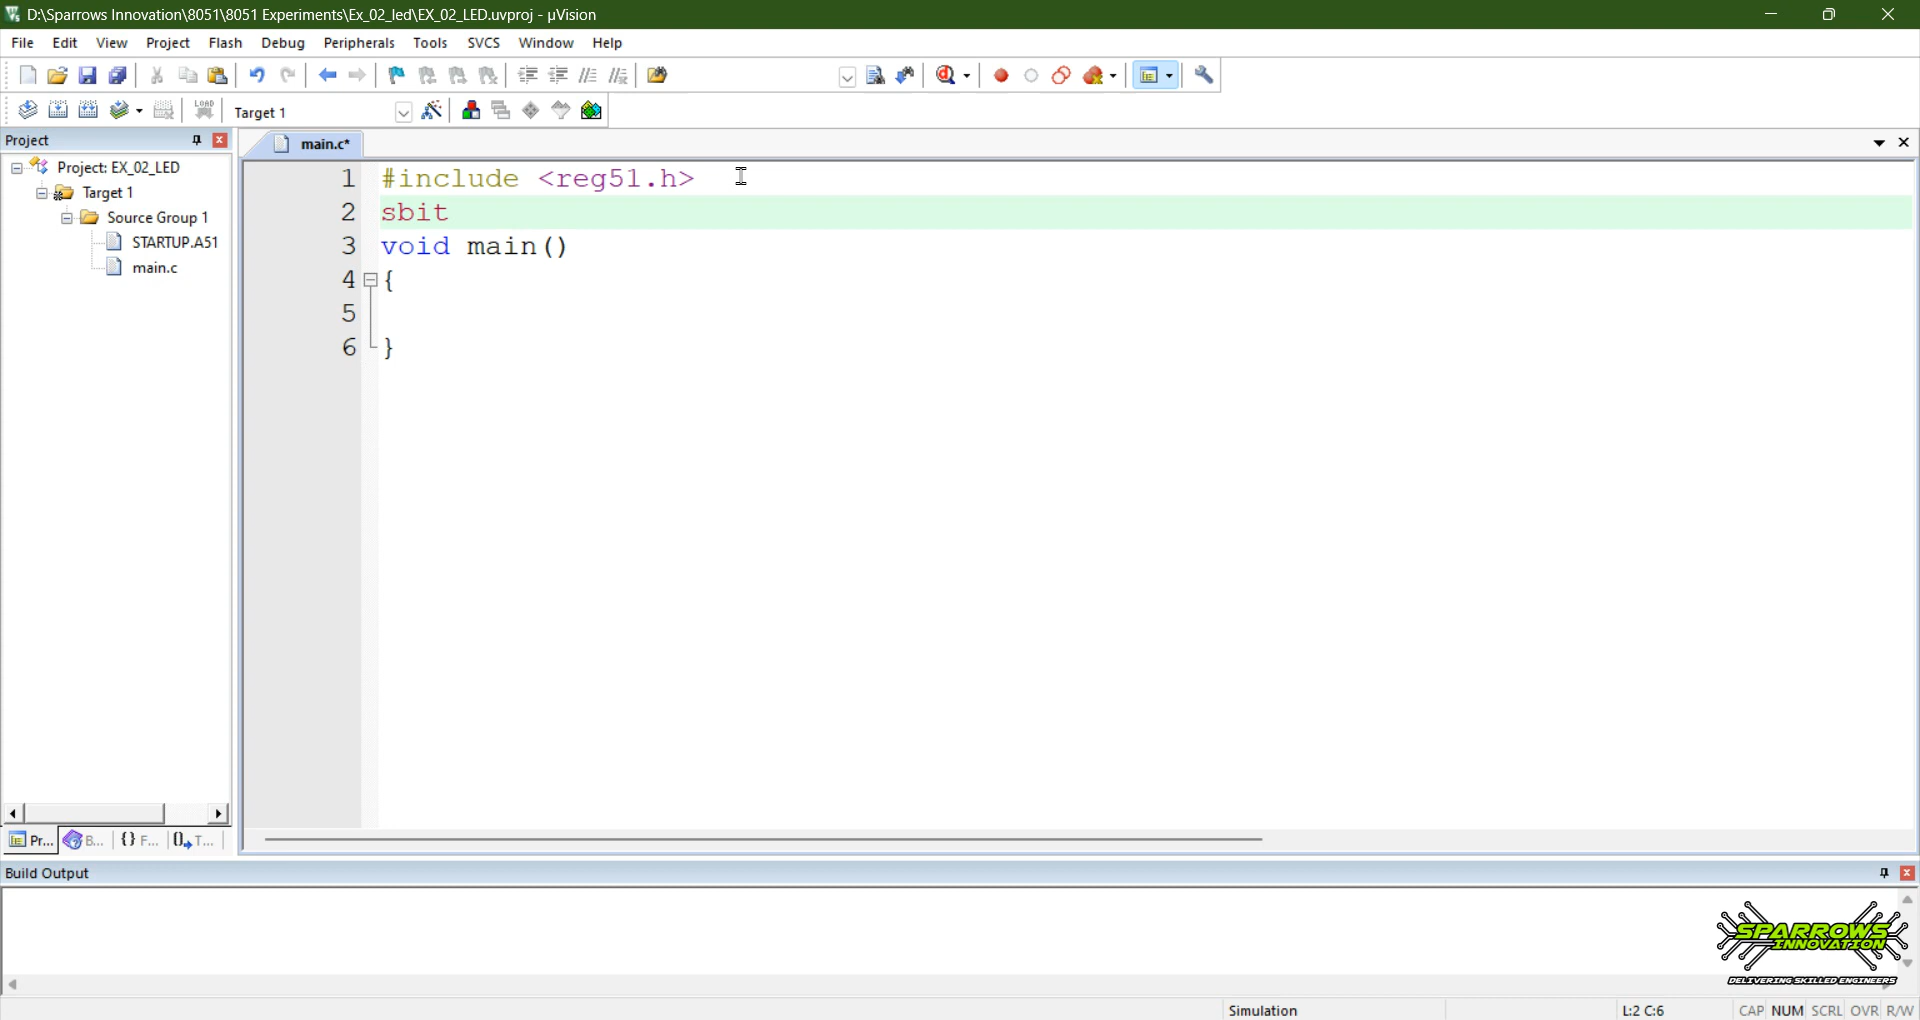 D:\Sparrows Innovation\8051\8051 Experiments\Ex_02_led\EX_02_LED.uvproj - µVision
File Edit View Project Flash Debug Peripherals Tools SVCS Window Help
LOAD Target 1
Project
main.c*
Project: EX_02_LED
Target 1
Source Group 1
STARTUP.A51
main.c
1 #include <reg51.h>
2 sbit
3 void main()
4 {
5
6 }
Pr... B... {} F... T...
Build Output
SPARROWS
INNOVATION
DELIVERING SKILLED ENGINEERS
Simulation L:2 C:6 CAP NUM SCRL OVR R/W